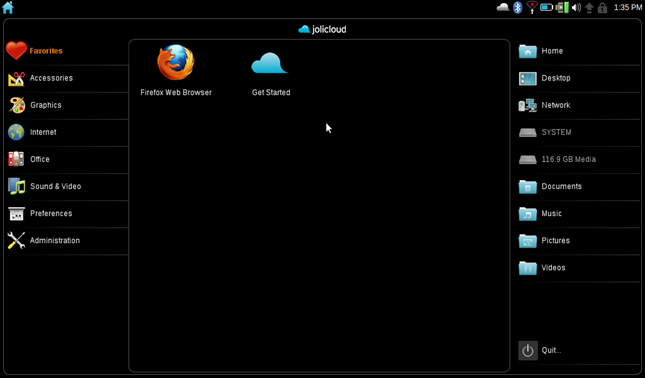 1:35 PM
jolicloud
Favorites
Accessories
Graphics
Internet
Office
Sound & Video
Preferences
Administration
Firefox Web Browser
Get Started
Home
Desktop
Network
SYSTEM
116.9 GB Media
Documents
Music
Pictures
Videos
Quit...